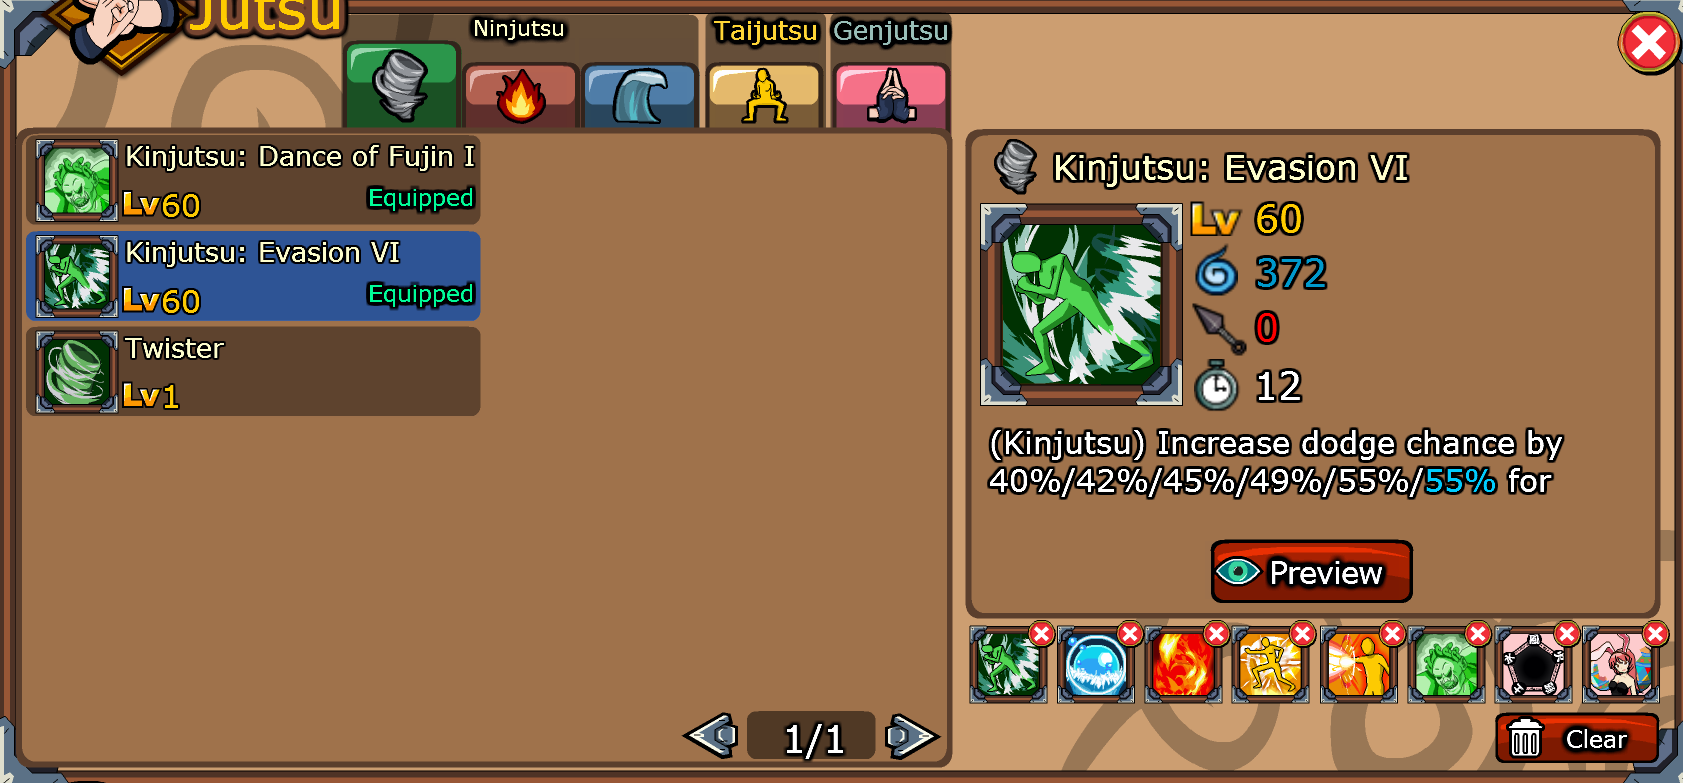 Jutsu
Ninjutsu
Taijutsu
Genjutsu
Kinjutsu: Dance of Fujin I
Lv60
Equipped
Kinjutsu: Evasion VI
Lv60
Equipped
Twister
Lv1
1/1
Kinjutsu: Evasion VI
Lv 60
372
0
12
(Kinjutsu) Increase dodge chance by
40%/42%/45%/49%/55%/55% for
Preview
Clear